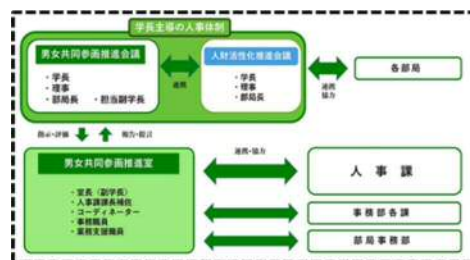 学長主導の人事体制
男女共同参画推進会議
・学長
・理事
・部局長 ・担当副学長
連携
人財活性化推進会議
・学長
・理事
・部局長
連携
協力
各部局
指示・評価
報告・提言
男女共同参画推進室
・室長（副学長）
・人事課課長補佐
・コーディネーター
・事務職員
・業務支援職員
連携・協力
人事課
事務部各課
部局事務部